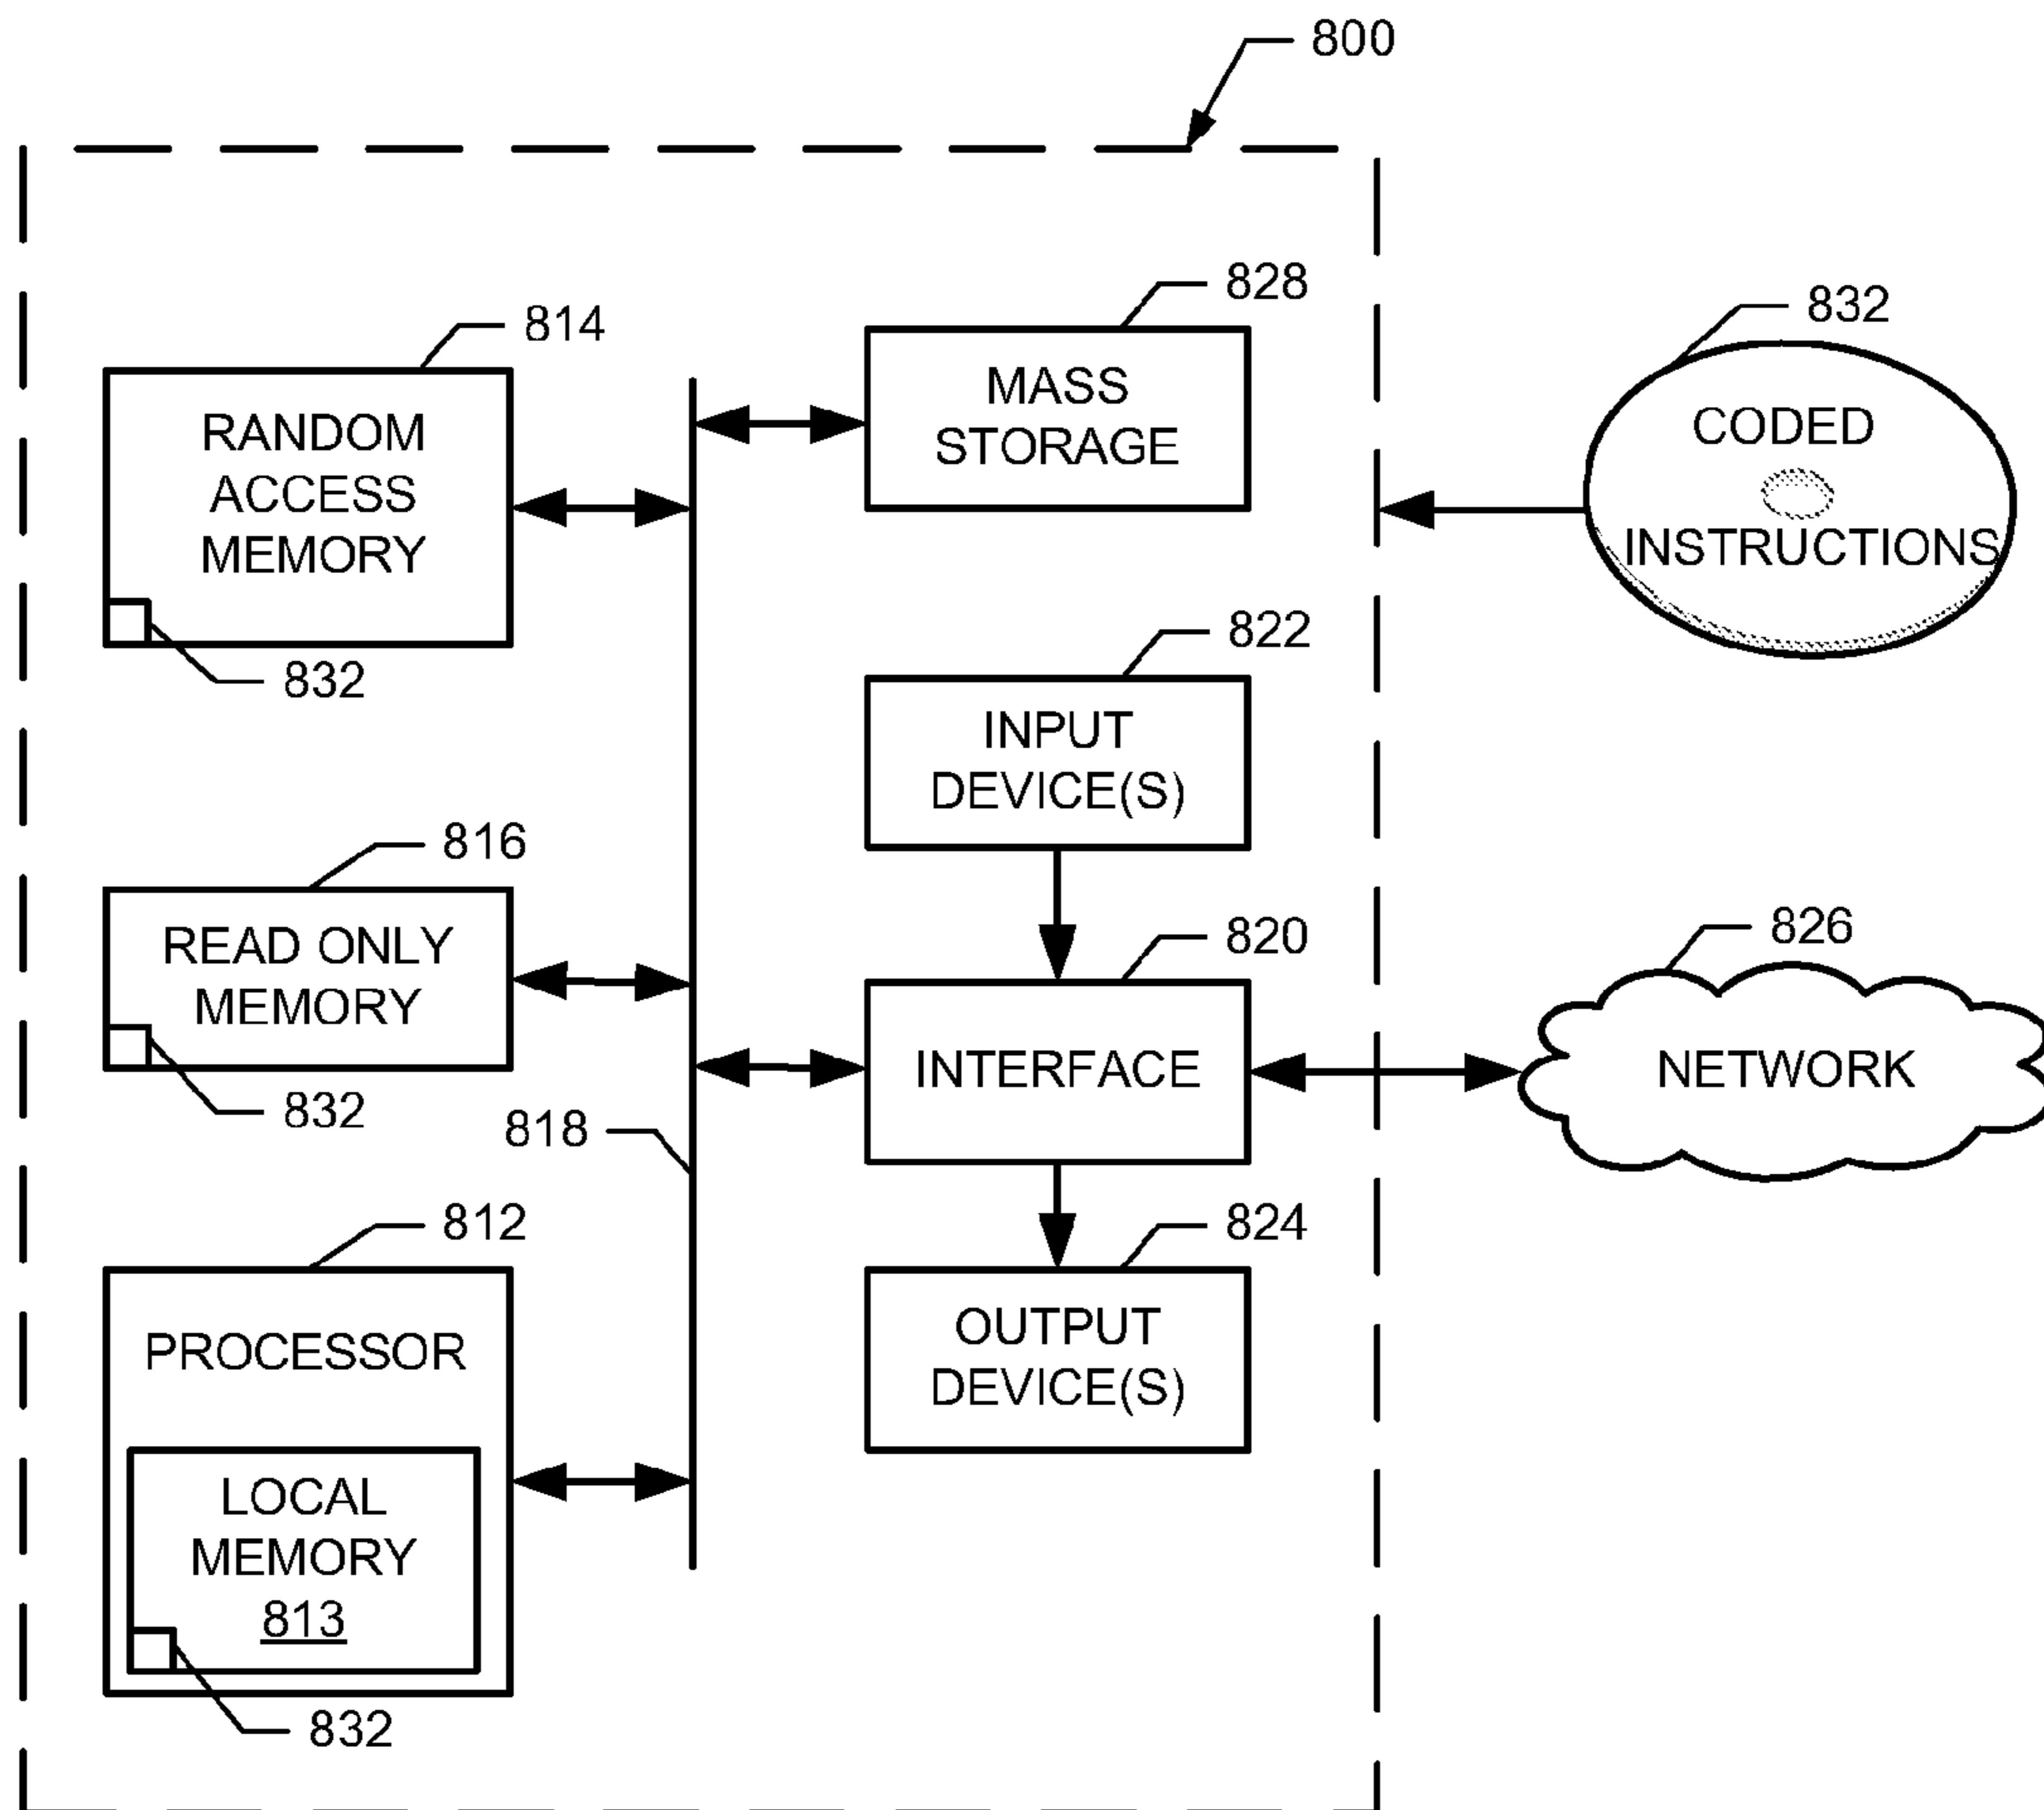 800
828
832
814
MASS
STORAGE
RANDOM
ACCESS
MEMORY
CODED
INSTRUCTIONS
832
822
INPUT
DEVICE(S)
816
READ ONLY
MEMORY
832
820
826
INTERFACE
NETWORK
818
812
824
PROCESSOR
OUTPUT
DEVICE(S)
LOCAL
MEMORY
813
832